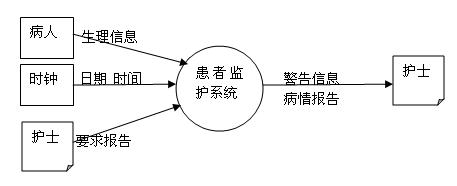 病人
生理信息
时钟
日期 时间
护士
要求报告
患者监
护系统
警告信息
病情报告
护士